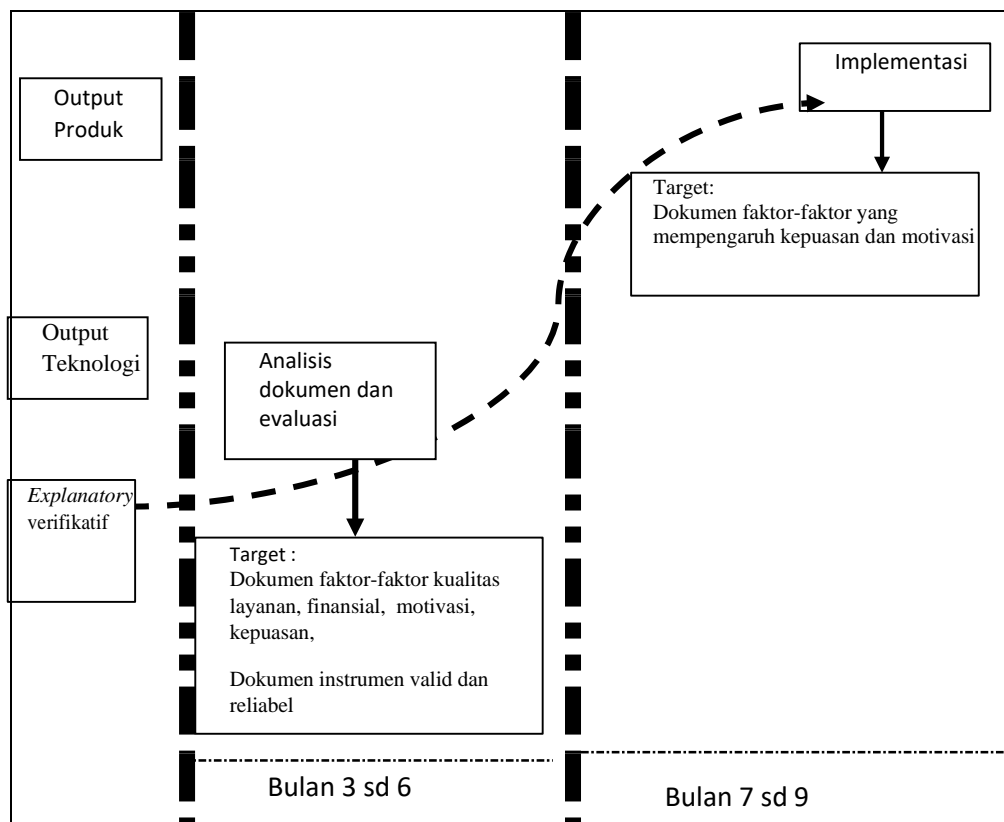 Output
Produk
Output
Teknologi
Explanatory
verifikatif
Analisis
dokumen dan
evaluasi
Target :
Dokumen faktor-faktor kualitas
layanan, finansial, motivasi,
kepuasan,
Dokumen instrumen valid dan
reliabel
Bulan 3 sd 6
Implementasi
Target:
Dokumen faktor-faktor yang
mempengaruh kepuasan dan motivasi
Bulan 7 sd 9